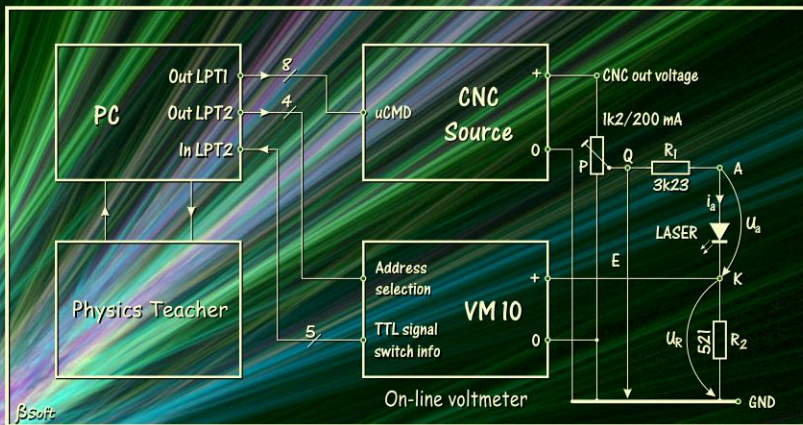 PC
Out LPT1
Out LPT2
In LPT2
8
4
uCMD
CNC
Source
+
0
CNC out voltage
1k2/200 mA
P
Q
R1
3k23
A
ia
LASER
Ua
E
K
UR
521
R2
GND
Physics Teacher
5
Address
selection
TTL signal
switch info
VM 10
+
0
On-line voltmeter
βSoft